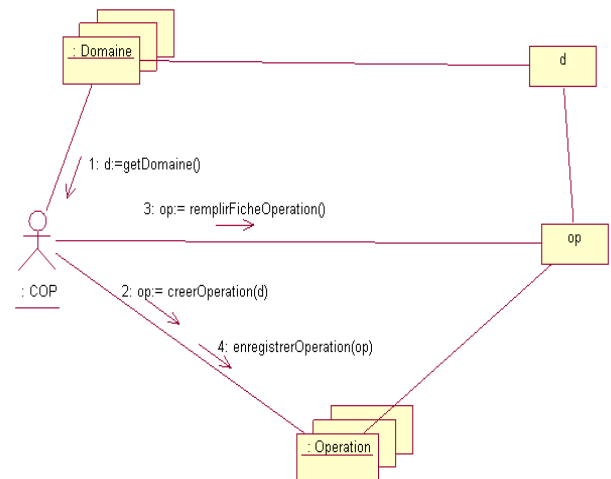 : Domaine
d
1: d:=getDomaine()
3: op:= remplirFicheOperation()
op
: COP
2: op:= creerOperation(d)
4: enregistrerOperation(op)
: Operation